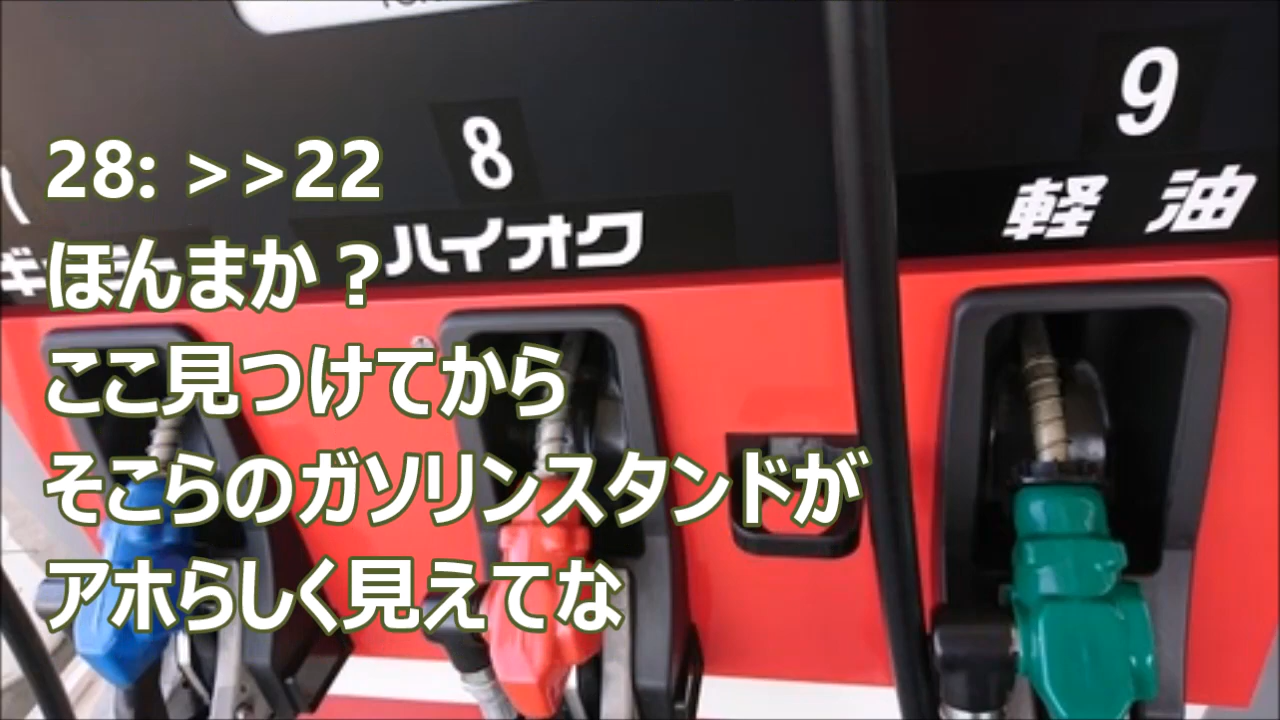 8
9
ハイオク
軽油
28: >>22
ほんまか？
ここ見つけてから
そこらのガソリンスタンドが
アホらしく見えてな